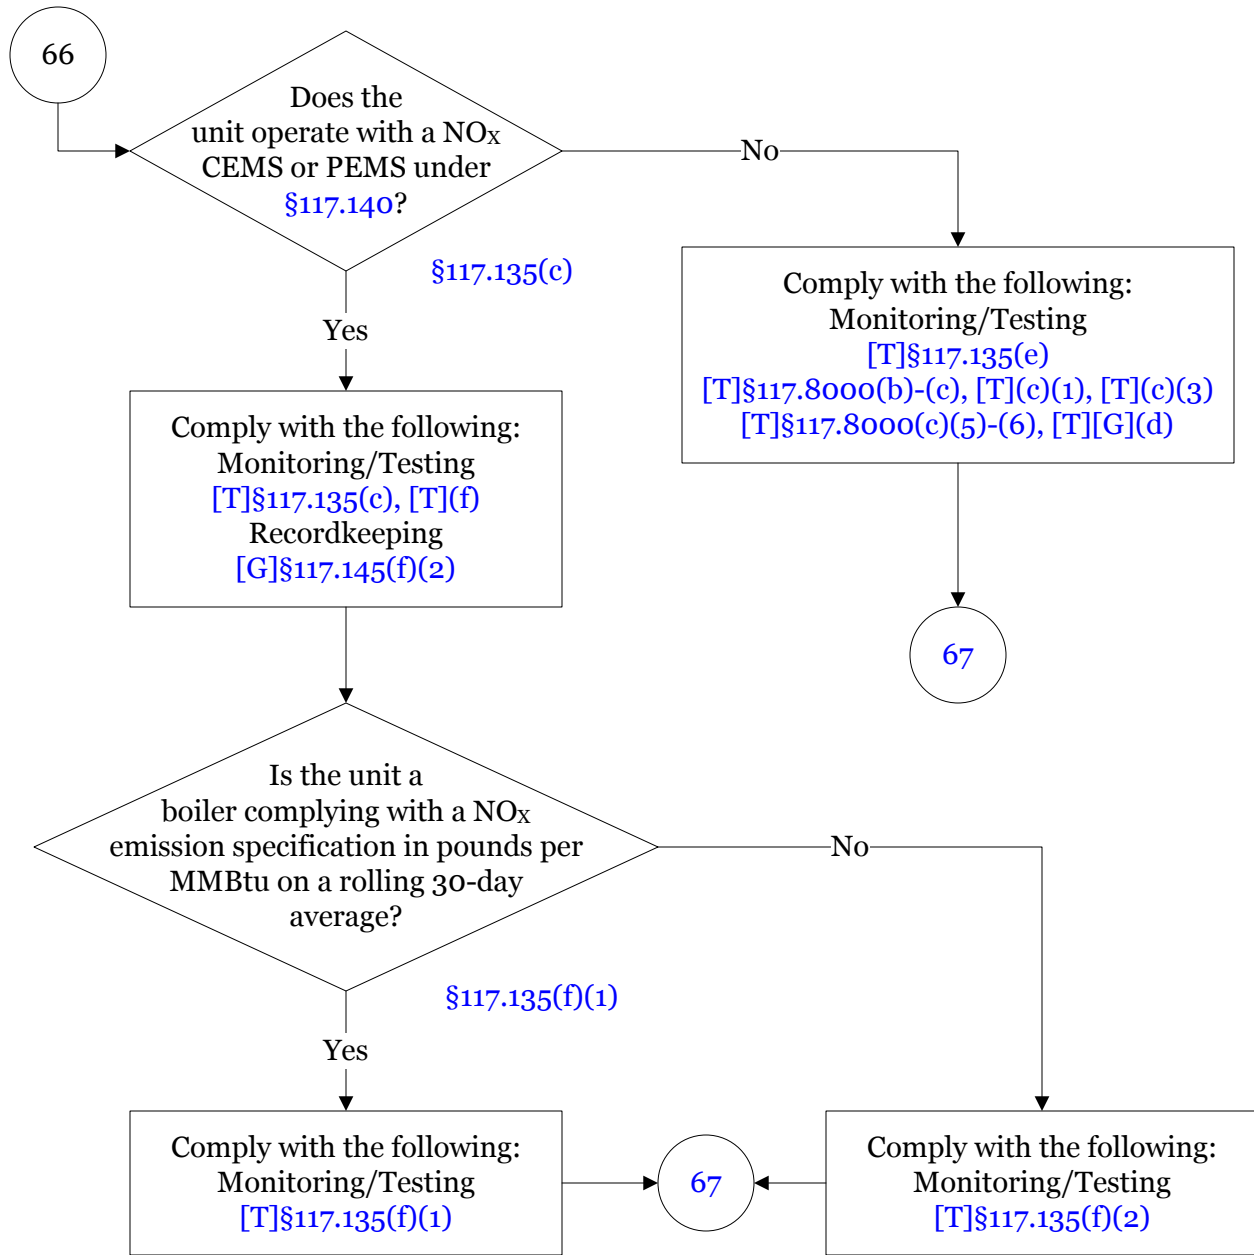 66
Does the
unit operate with a NOx
CEMS or PEMS under
§117.140?
No
§117.135(c)
Yes
Comply with the following:
Monitoring/Testing
[T]§117.135(e)
[T]§117.8000(b)-(c), [T](c)(1), [T](c)(3)
[T]§117.8000(c)(5)-(6), [T][G](d)
Comply with the following:
Monitoring/Testing
[T]§117.135(c), [T](f)
Recordkeeping
[G]§117.145(f)(2)
67
Is the unit a
boiler complying with a NOx
emission specification in pounds per
MMBtu on a rolling 30-day
average?
No
§117.135(f)(1)
Yes
Comply with the following:
Monitoring/Testing
[T]§117.135(f)(1)
67
Comply with the following:
Monitoring/Testing
[T]§117.135(f)(2)